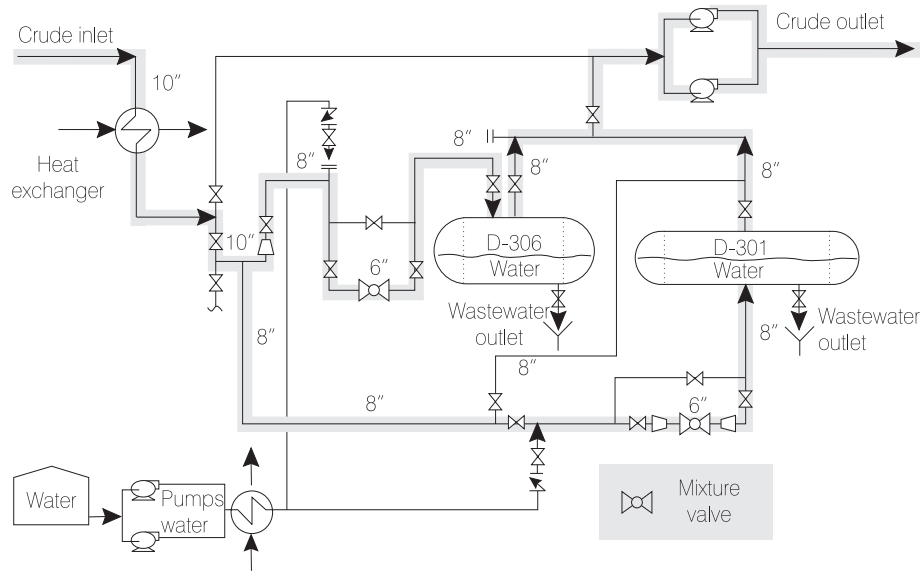 Crude inlet
Crude outlet
10″
Heat
exchanger
8″
8″
8″
8″
10″
D-306
Water
D-301
Water
6″
Wastewater
outlet
Wastewater
outlet
8″
8″
8″
8″
6″
Water
Pumps
water
Mixture
valve